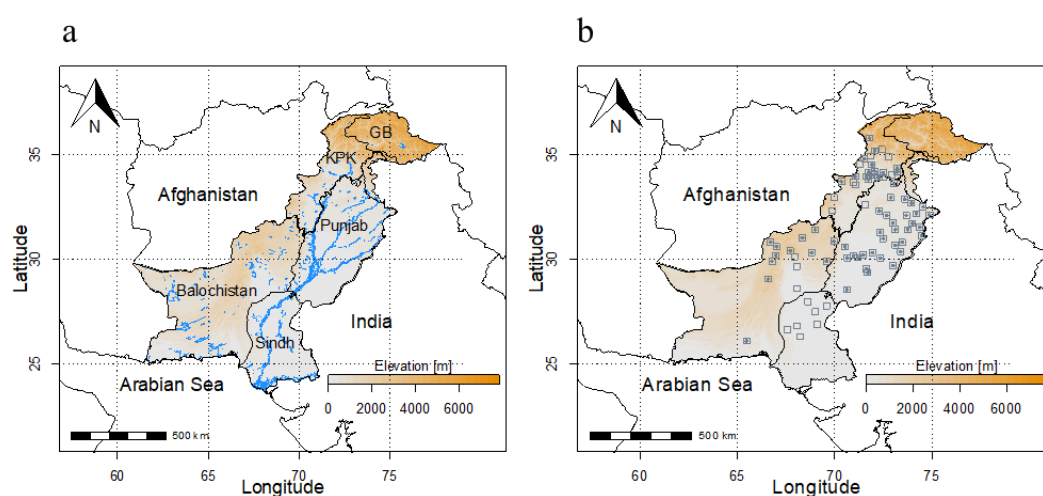 a
N
GB
35
KPK
Afghanistan
Punjab
Latitude
30
Balochistan
India
Sindh
25
Elevation [m]
Arabian Sea
0 2000 4000 6000
500 km
60 65 70 75
Longitude
b
N
35
Afghanistan
Latitude
30
India
25
Elevation [m]
Arabian Sea
0 2000 4000 6000
500 km
60 65 70 75
Longitude